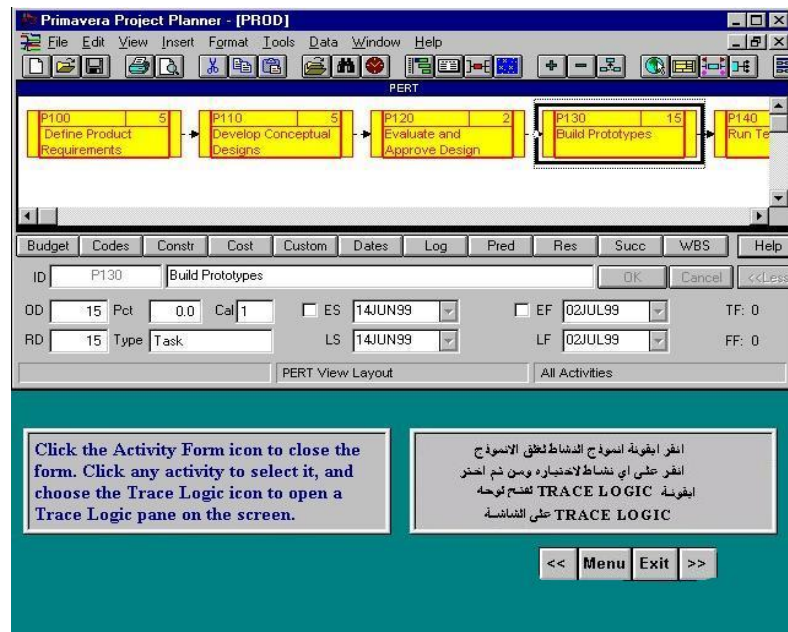 Primavera Project Planner - [PROD]
File Edit View Insert Format Tools Data Window Help
PERT
P100 5 P110 5 P120 2 P130 15 P140
Define Product Develop Conceptual Evaluate and Build Prototypes Run Te
Requirements Designs Approve Design
Budget Codes Constr Cost Custom Dates Log Pred Res Succ WBS Help
ID P130 Build Prototypes OK Cancel <<Less
OD 15 Pct 0.0 Cal 1 ES 14JUN99 EF 02JUL99 TF: 0
RD 15 Type Task LS 14JUN99 LF 02JUL99 FF: 0
PERT View Layout All Activities
Click the Activity Form icon to close the
form. Click any activity to select it, and
choose the Trace Logic icon to open a
Trace Logic pane on the screen.
انقر ايقونة انموذج النشاط لغلق الانموذج
انقر على اي نشاط لاختياره ومن ثم اختر
ايقونة TRACE LOGIC لفتح لوحه
TRACE LOGIC على الشاشة
<< Menu Exit >>